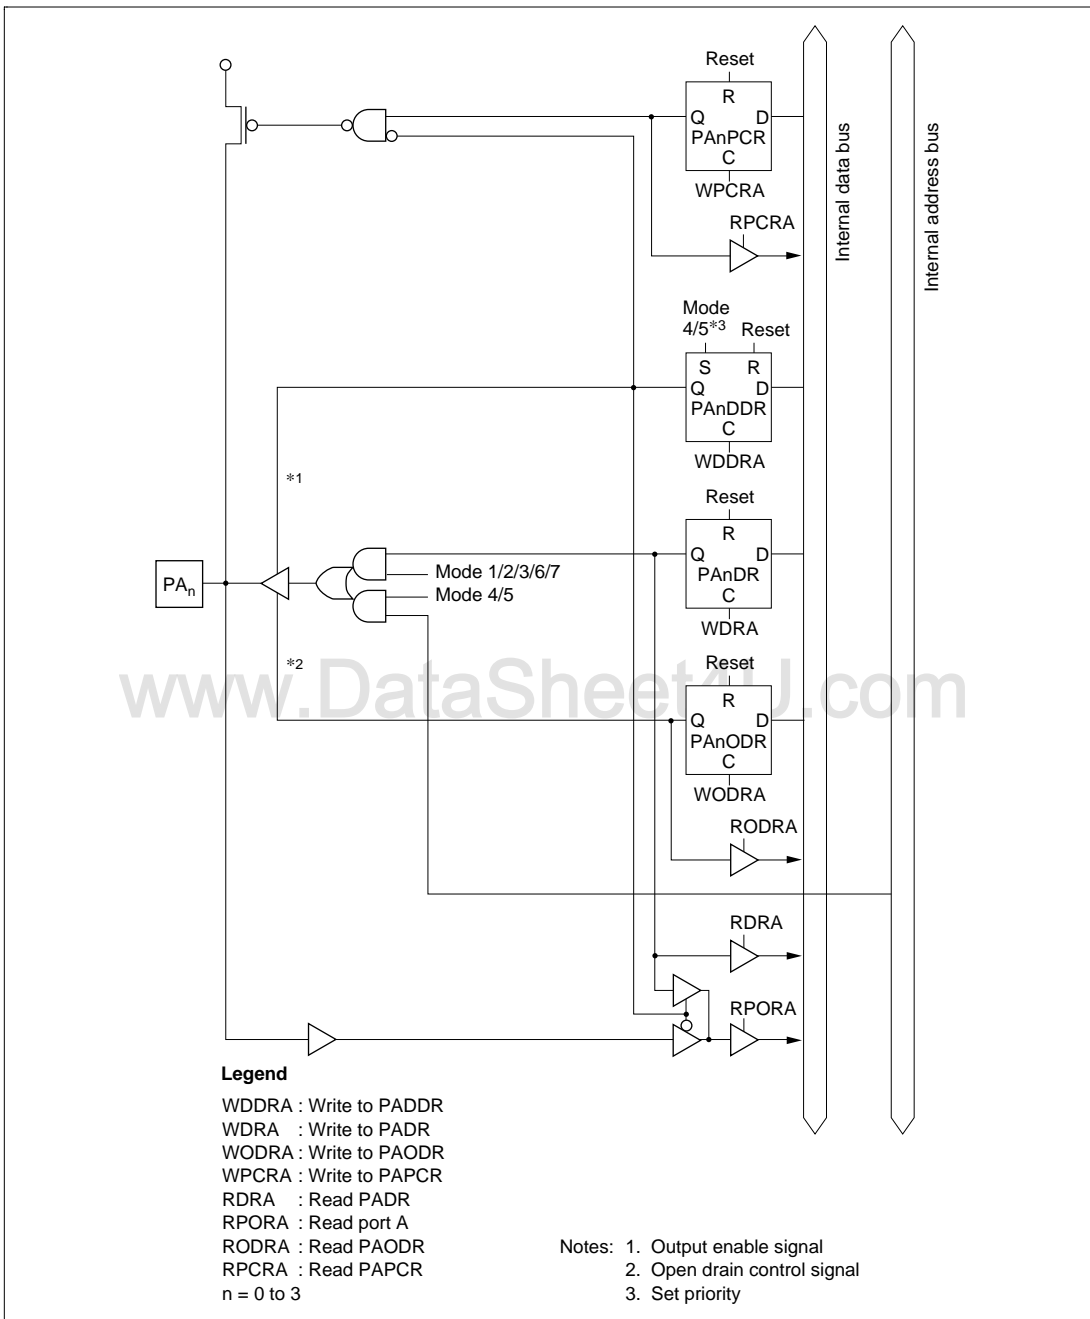 Reset
R
Q D
PAnPCR
C
WPCRA
RPCRA
Internal data bus
Internal address bus
Mode
4/5*3 Reset
S R
Q D
PAnDDR
C
WDDRA
*1
Reset
R
Q D
PAnDR
C
WDRA
PAn
Mode 1/2/3/6/7
Mode 4/5
*2
Reset
R
Q D
PAnODR
C
WODRA
www.DataSheet4U.com
RODRA
RDRA
RPORA
Legend
WDDRA : Write to PADDR
WDRA : Write to PADR
WODRA : Write to PAODR
WPCRA : Write to PAPCR
RDRA : Read PADR
RPORA : Read port A
RODRA : Read PAODR
RPCRA : Read PAPCR
n = 0 to 3
Notes: 1. Output enable signal
2. Open drain control signal
3. Set priority